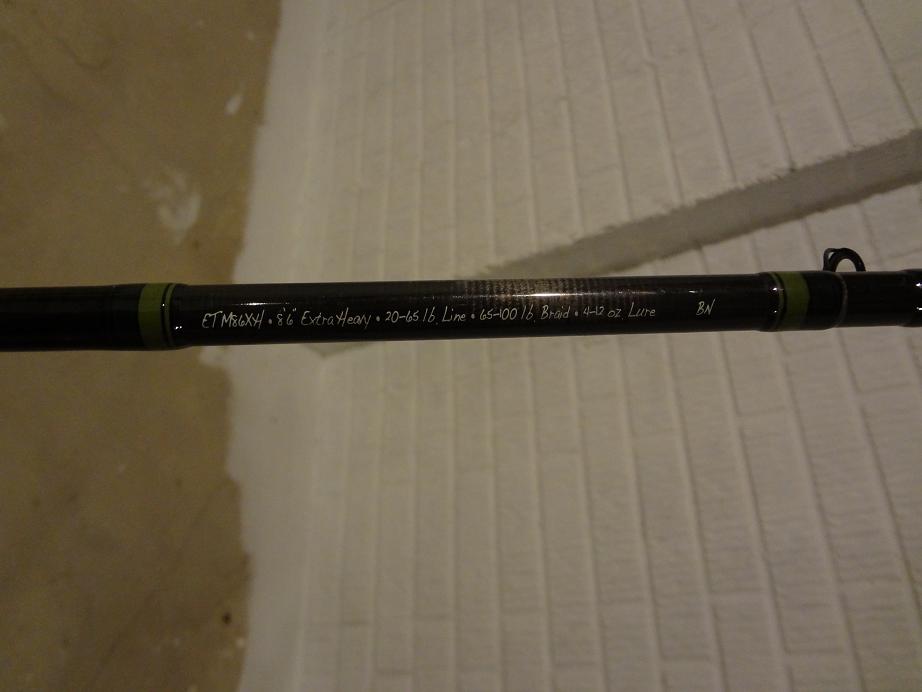 ETM86XH • 8'6" Extra Heavy • 20-65 lb. Line • 65-100 lb. Braid • 4-12 oz. Lure BN